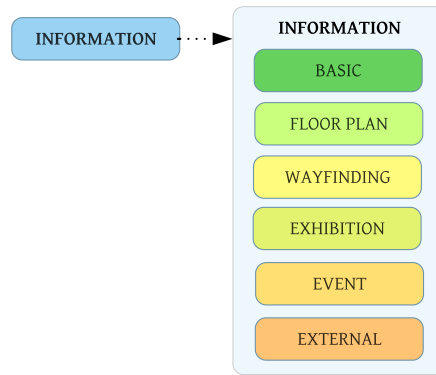 INFORMATION
INFORMATION
BASIC
FLOOR PLAN
WAYFINDING
EXHIBITION
EVENT
EXTERNAL